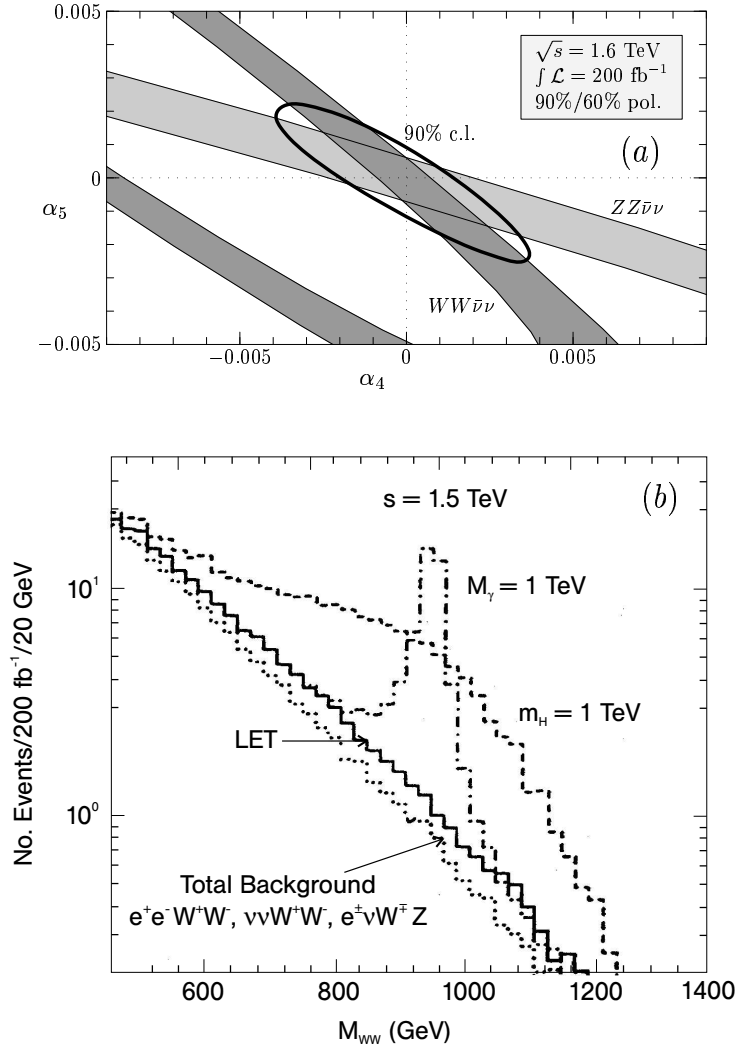 0.005
√s = 1.6 TeV
∫ℒ = 200 fb⁻¹
90%/60% pol.
90% c.l.
(a)
0
α₅
ZZν̄ν
WWν̄ν
−0.005
−0.005 0 0.005
α₄
(b)
s = 1.5 TeV
No. Events/200 fb⁻¹/20 GeV
10¹
Mᵧ = 1 TeV
m_H = 1 TeV
LET
10⁰
Total Background
e⁺e⁻W⁺W⁻, ννW⁺W⁻, e±νW∓Z
600 800 1000 1200 1400
M_WW (GeV)